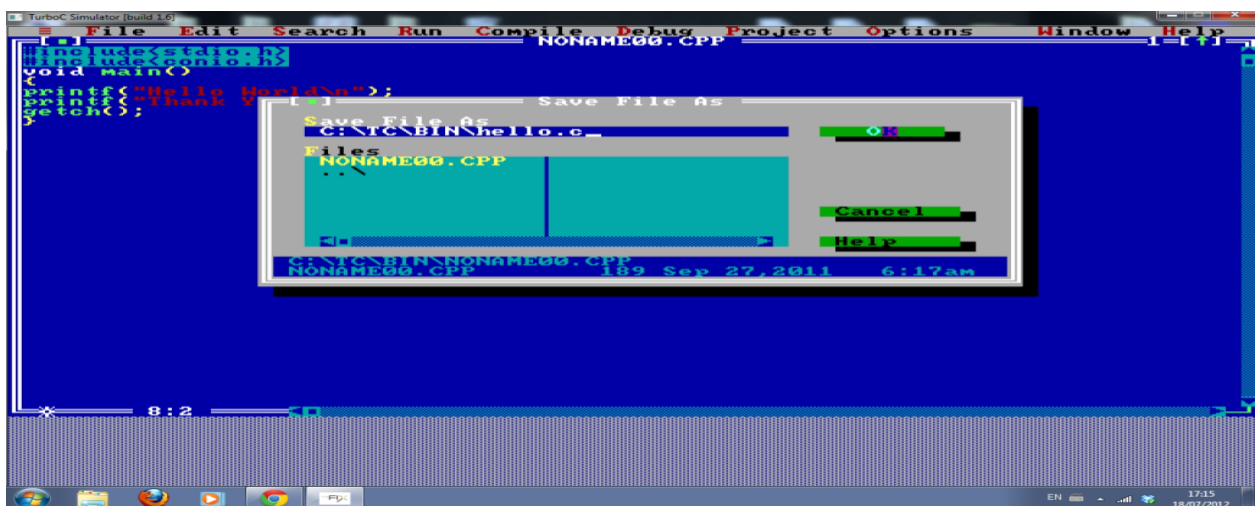 TurboC Simulator [build 1.6]
≡ File Edit Search Run Compile Debug Project Options Window Help
[■] NONAME00.CPP 1=[↑]
#include<stdio.h>
#include<conio.h>
void main()
{
printf("Hello World\n");
printf("Thank Y
getch();
}
[■] Save File As
Save File As
C:\TC\BIN\hello.c_
OK
Files
NONAME00.CPP
..\
Cancel
Help
C:\TC\BIN\NONAME00.CPP
NONAME00.CPP 189 Sep 27,2011 6:17am
8:2
EN 17:15
18/07/2012